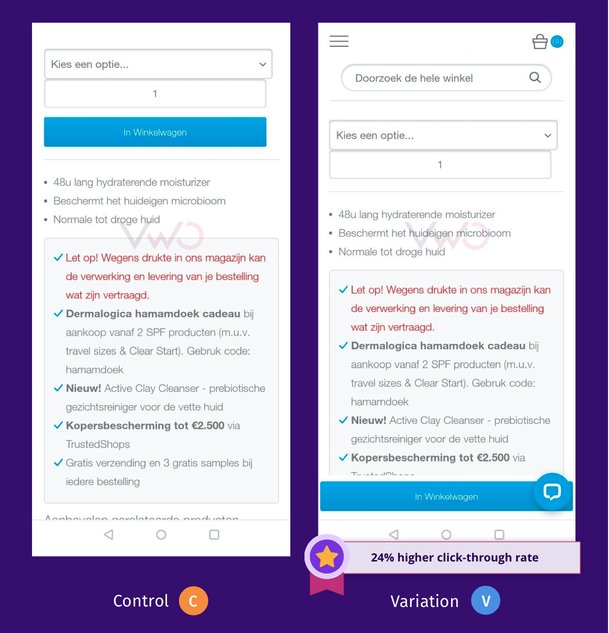 Kies een optie...
1
In Winkelwagen
48u lang hydraterende moisturizer
Beschermt het huideigen microbioom
Normale tot droge huid
VWO
Let op! Wegens drukte in ons magazijn kan
de verwerking en levering van je bestelling
wat zijn vertraagd.
Dermalogica hamamdoek cadeau bij
aankoop vanaf 2 SPF producten (m.u.v.
travel sizes & Clear Start). Gebruk code:
hamamdoek
Nieuw! Active Clay Cleanser - prebiotische
gezichtsreiniger voor de vette huid
Kopersbescherming tot €2.500 via
TrustedShops
Gratis verzending en 3 gratis samples bij
iedere bestelling
Aanbevolen gerelateerde producten
Control C
Doorzoek de hele winkel
Kies een optie...
1
48u lang hydraterende moisturizer
Beschermt het huideigen microbioom
Normale tot droge huid
VWO
Let op! Wegens drukte in ons magazijn kan
de verwerking en levering van je bestelling
wat zijn vertraagd.
Dermalogica hamamdoek cadeau bij
aankoop vanaf 2 SPF producten (m.u.v.
travel sizes & Clear Start). Gebruk code:
hamamdoek
Nieuw! Active Clay Cleanser - prebiotische
gezichtsreiniger voor de vette huid
Kopersbescherming tot €2.500 via
TrustedShops
In Winkelwagen
24% higher click-through rate
Variation V